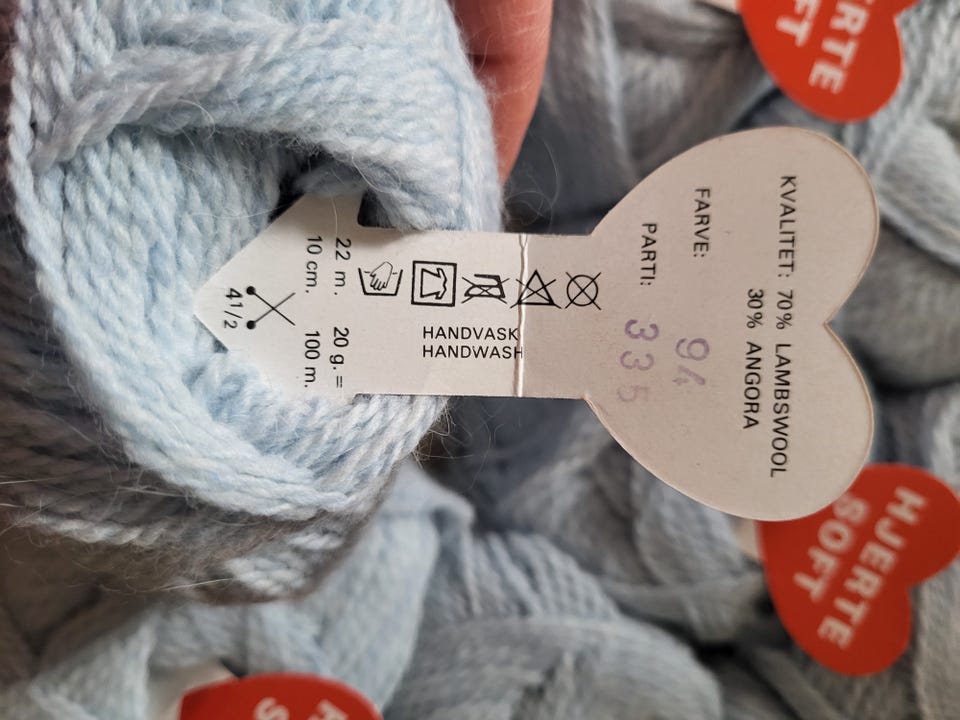 KVALITET: 70% LAMBSWOOL
30% ANGORA
FARVE: 94
PARTI: 335
HANDVASK
HANDWASH
20 g. = 100 m.
22 m. 10 cm.
4 1/2
HJERTE
SOFT
HJERTE
SOFT